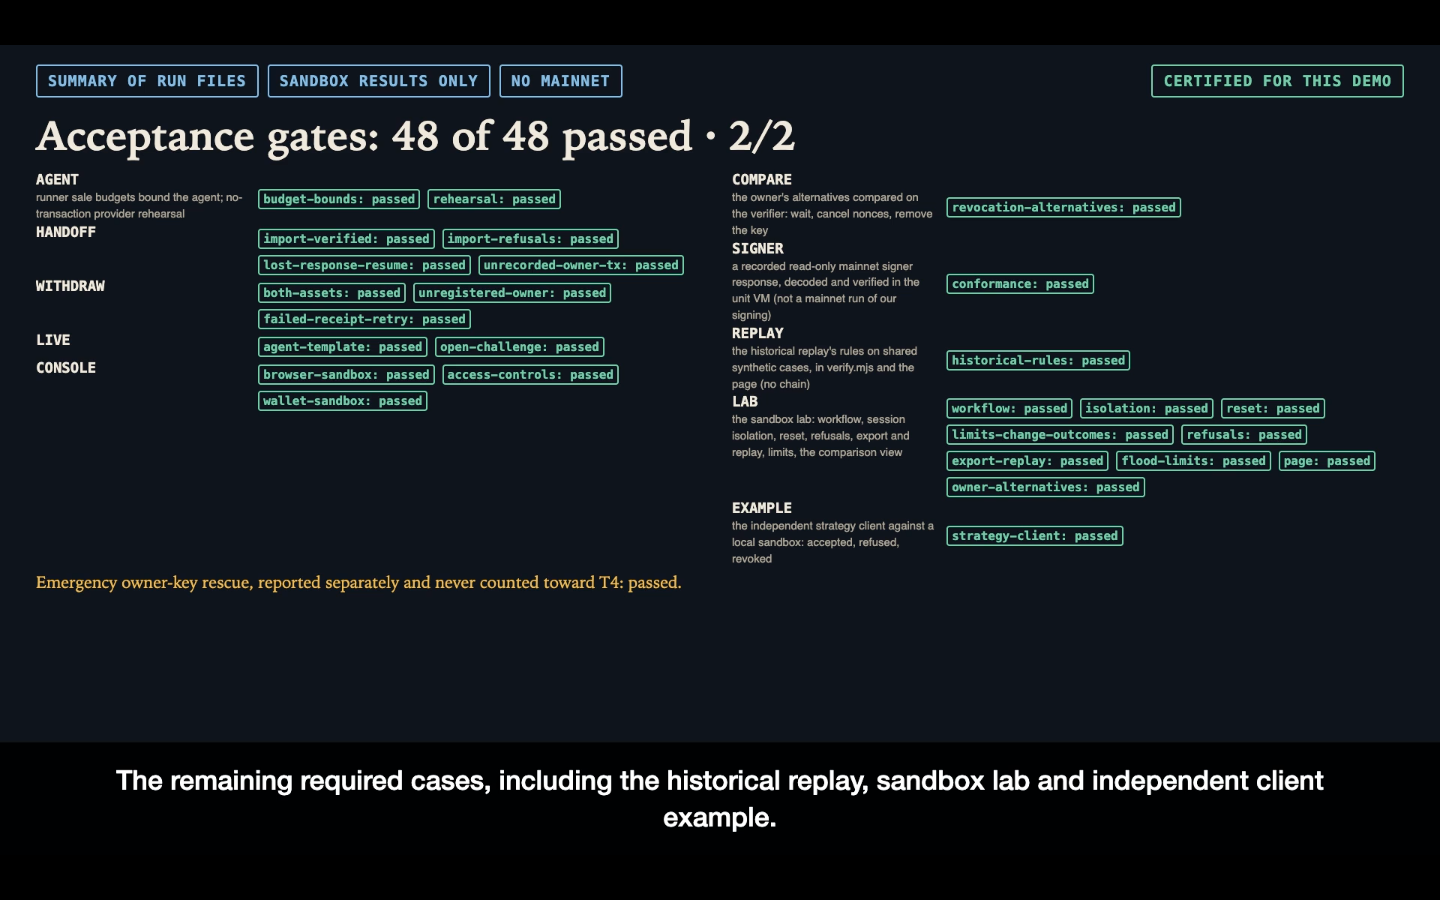 SUMMARY OF RUN FILES
SANDBOX RESULTS ONLY
NO MAINNET
CERTIFIED FOR THIS DEMO
Acceptance gates: 48 of 48 passed · 2/2
AGENT
runner sale budgets bound the agent; no-
transaction provider rehearsal
budget-bounds: passed
rehearsal: passed
HANDOFF
import-verified: passed
import-refusals: passed
lost-response-resume: passed
unrecorded-owner-tx: passed
WITHDRAW
both-assets: passed
unregistered-owner: passed
failed-receipt-retry: passed
LIVE
agent-template: passed
open-challenge: passed
CONSOLE
browser-sandbox: passed
access-controls: passed
wallet-sandbox: passed
COMPARE
the owner's alternatives compared on
the verifier: wait, cancel nonces, remove
the key
revocation-alternatives: passed
SIGNER
a recorded read-only mainnet signer
response, decoded and verified in the
unit VM (not a mainnet run of our
signing)
conformance: passed
REPLAY
the historical replay's rules on shared
synthetic cases, in verify.mjs and the
page (no chain)
historical-rules: passed
LAB
the sandbox lab: workflow, session
isolation, reset, refusals, export and
replay, limits, the comparison view
workflow: passed
isolation: passed
reset: passed
limits-change-outcomes: passed
refusals: passed
export-replay: passed
flood-limits: passed
page: passed
owner-alternatives: passed
EXAMPLE
the independent strategy client against a
local sandbox: accepted, refused,
revoked
strategy-client: passed
Emergency owner-key rescue, reported separately and never counted toward T4: passed.
The remaining required cases, including the historical replay, sandbox lab and independent client
example.